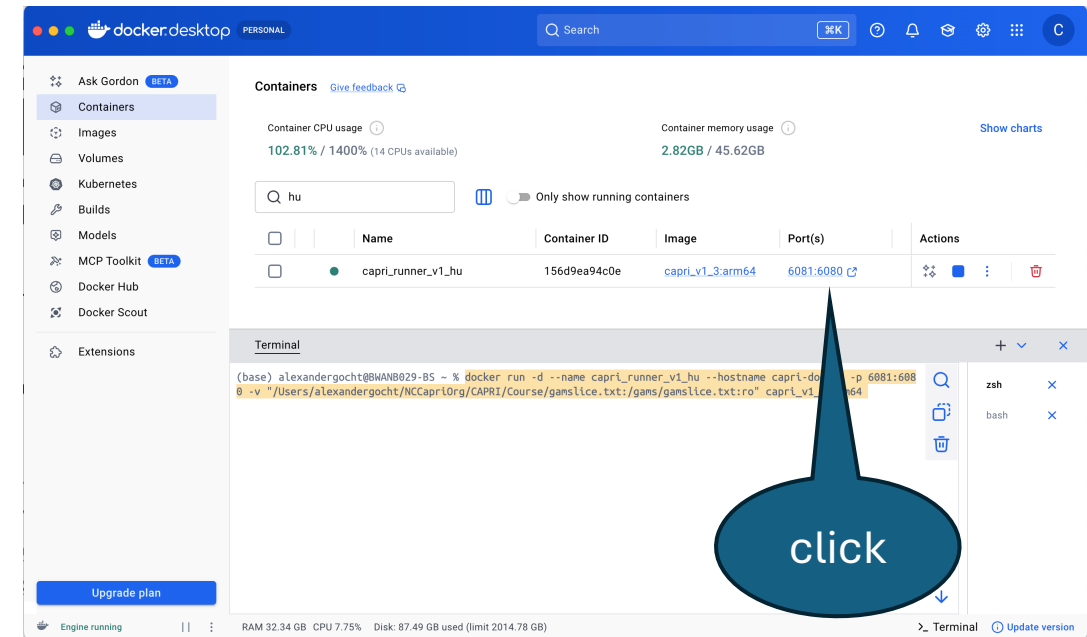 docker.desktop PERSONAL Search ⌘K C
Ask Gordon BETA
Containers
Images
Volumes
Kubernetes
Builds
Models
MCP Toolkit BETA
Docker Hub
Docker Scout
Extensions
Upgrade plan
Containers Give feedback
Container CPU usage
102.81% / 1400% (14 CPUs available)
Container memory usage
2.82GB / 45.62GB
Show charts
hu
Only show running containers
Name Container ID Image Port(s) Actions
capri_runner_v1_hu 156d9ea94c0e capri_v1_3:arm64 6081:6080
Terminal
(base) alexandergocht@BWANB029-BS ~ % docker run -d --name capri_runner_v1_hu --hostname -p 6081:608
0 -v "/Users/alexandergocht/NCCapriOrg/CAPRI/Course/gamslice.txt:/gams/gamslice.txt:ro"
zsh
bash
click
Engine running RAM 32.34 GB CPU 7.75% Disk: 87.49 GB used (limit 2014.78 GB) >_ Terminal Update version